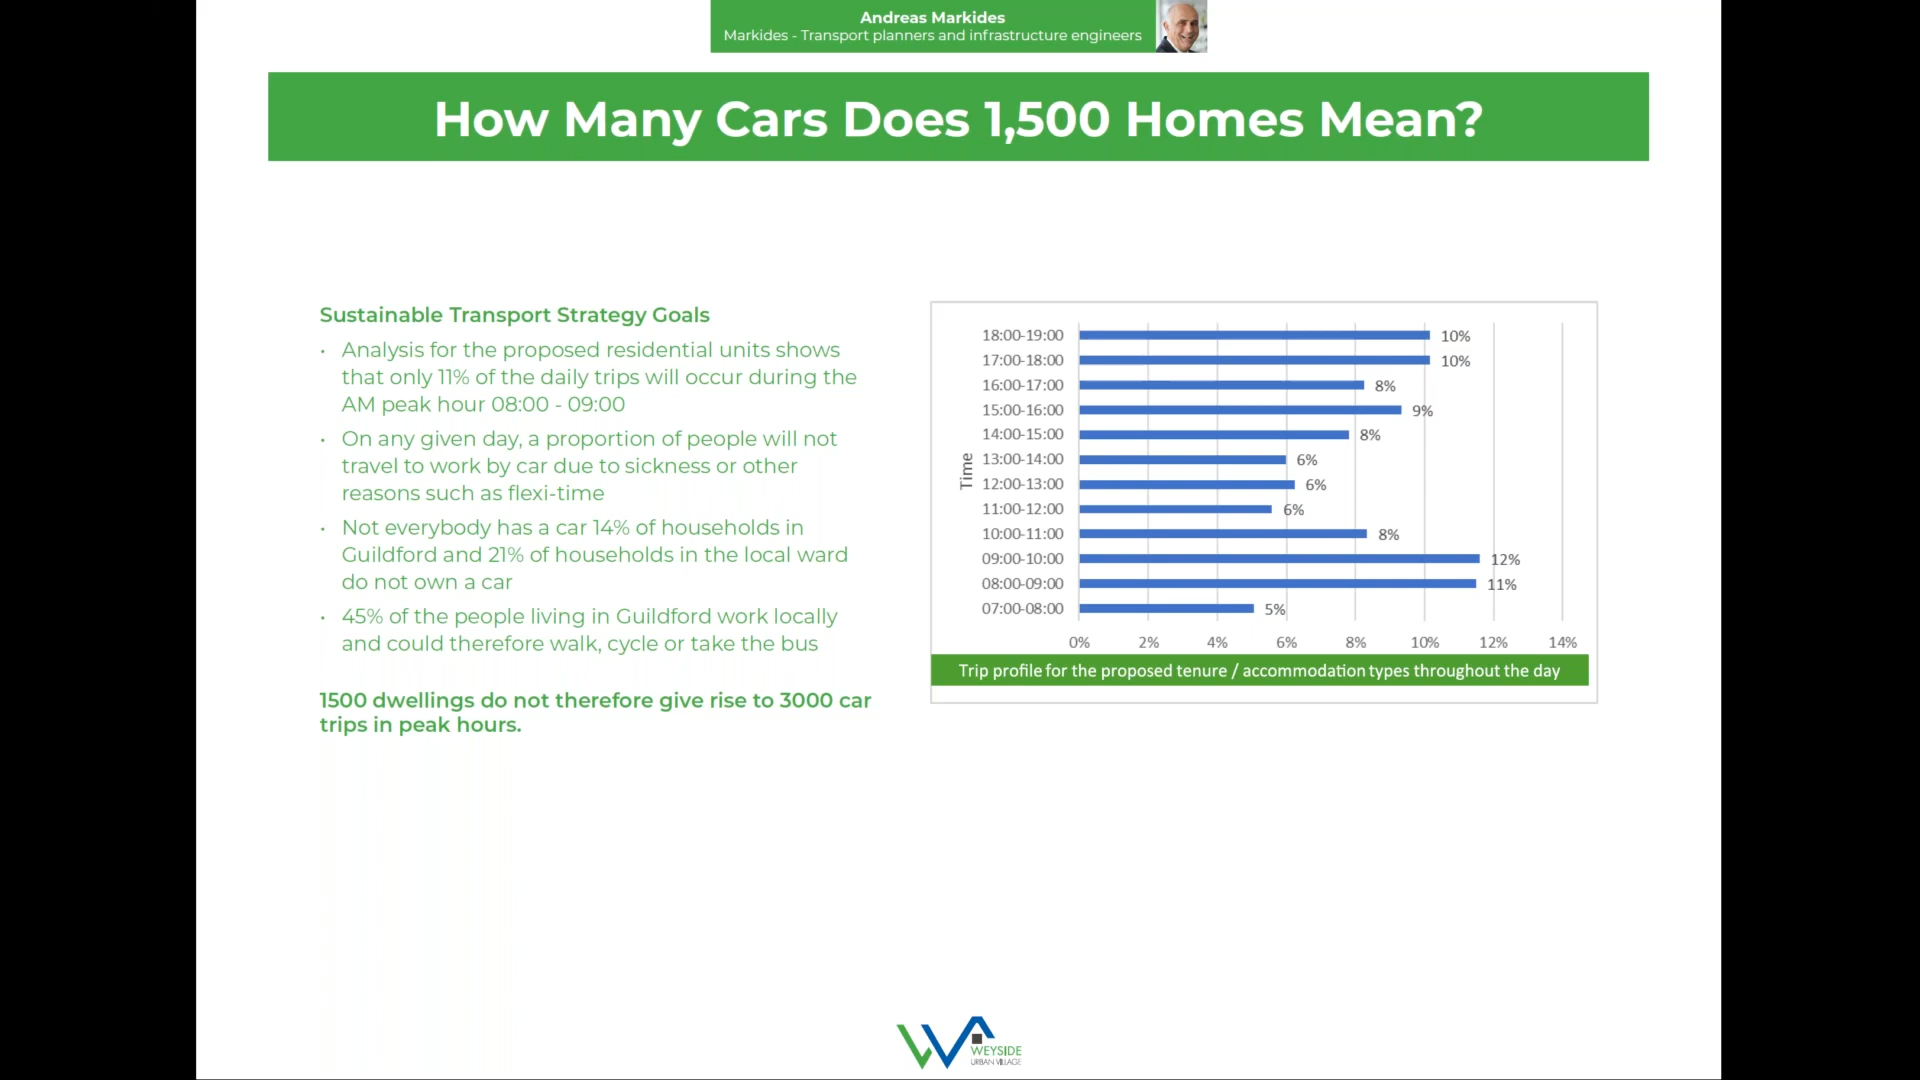 Andreas Markides
Markides - Transport planners and infrastructure engineers
How Many Cars Does 1,500 Homes Mean?
Sustainable Transport Strategy Goals
• Analysis for the proposed residential units shows
that only 11% of the daily trips will occur during the
AM peak hour 08:00 - 09:00
• On any given day, a proportion of people will not
travel to work by car due to sickness or other
reasons such as flexi-time
• Not everybody has a car 14% of households in
Guildford and 21% of households in the local ward
do not own a car
• 45% of the people living in Guildford work locally
and could therefore walk, cycle or take the bus
1500 dwellings do not therefore give rise to 3000 car
trips in peak hours.
Time
18:00-19:00 10%
17:00-18:00 10%
16:00-17:00 8%
15:00-16:00 9%
14:00-15:00 8%
13:00-14:00 6%
12:00-13:00 6%
11:00-12:00 6%
10:00-11:00 8%
09:00-10:00 12%
08:00-09:00 11%
07:00-08:00 5%
0% 2% 4% 6% 8% 10% 12% 14%
Trip profile for the proposed tenure / accommodation types throughout the day
WEYSIDE
URBAN VILLAGE